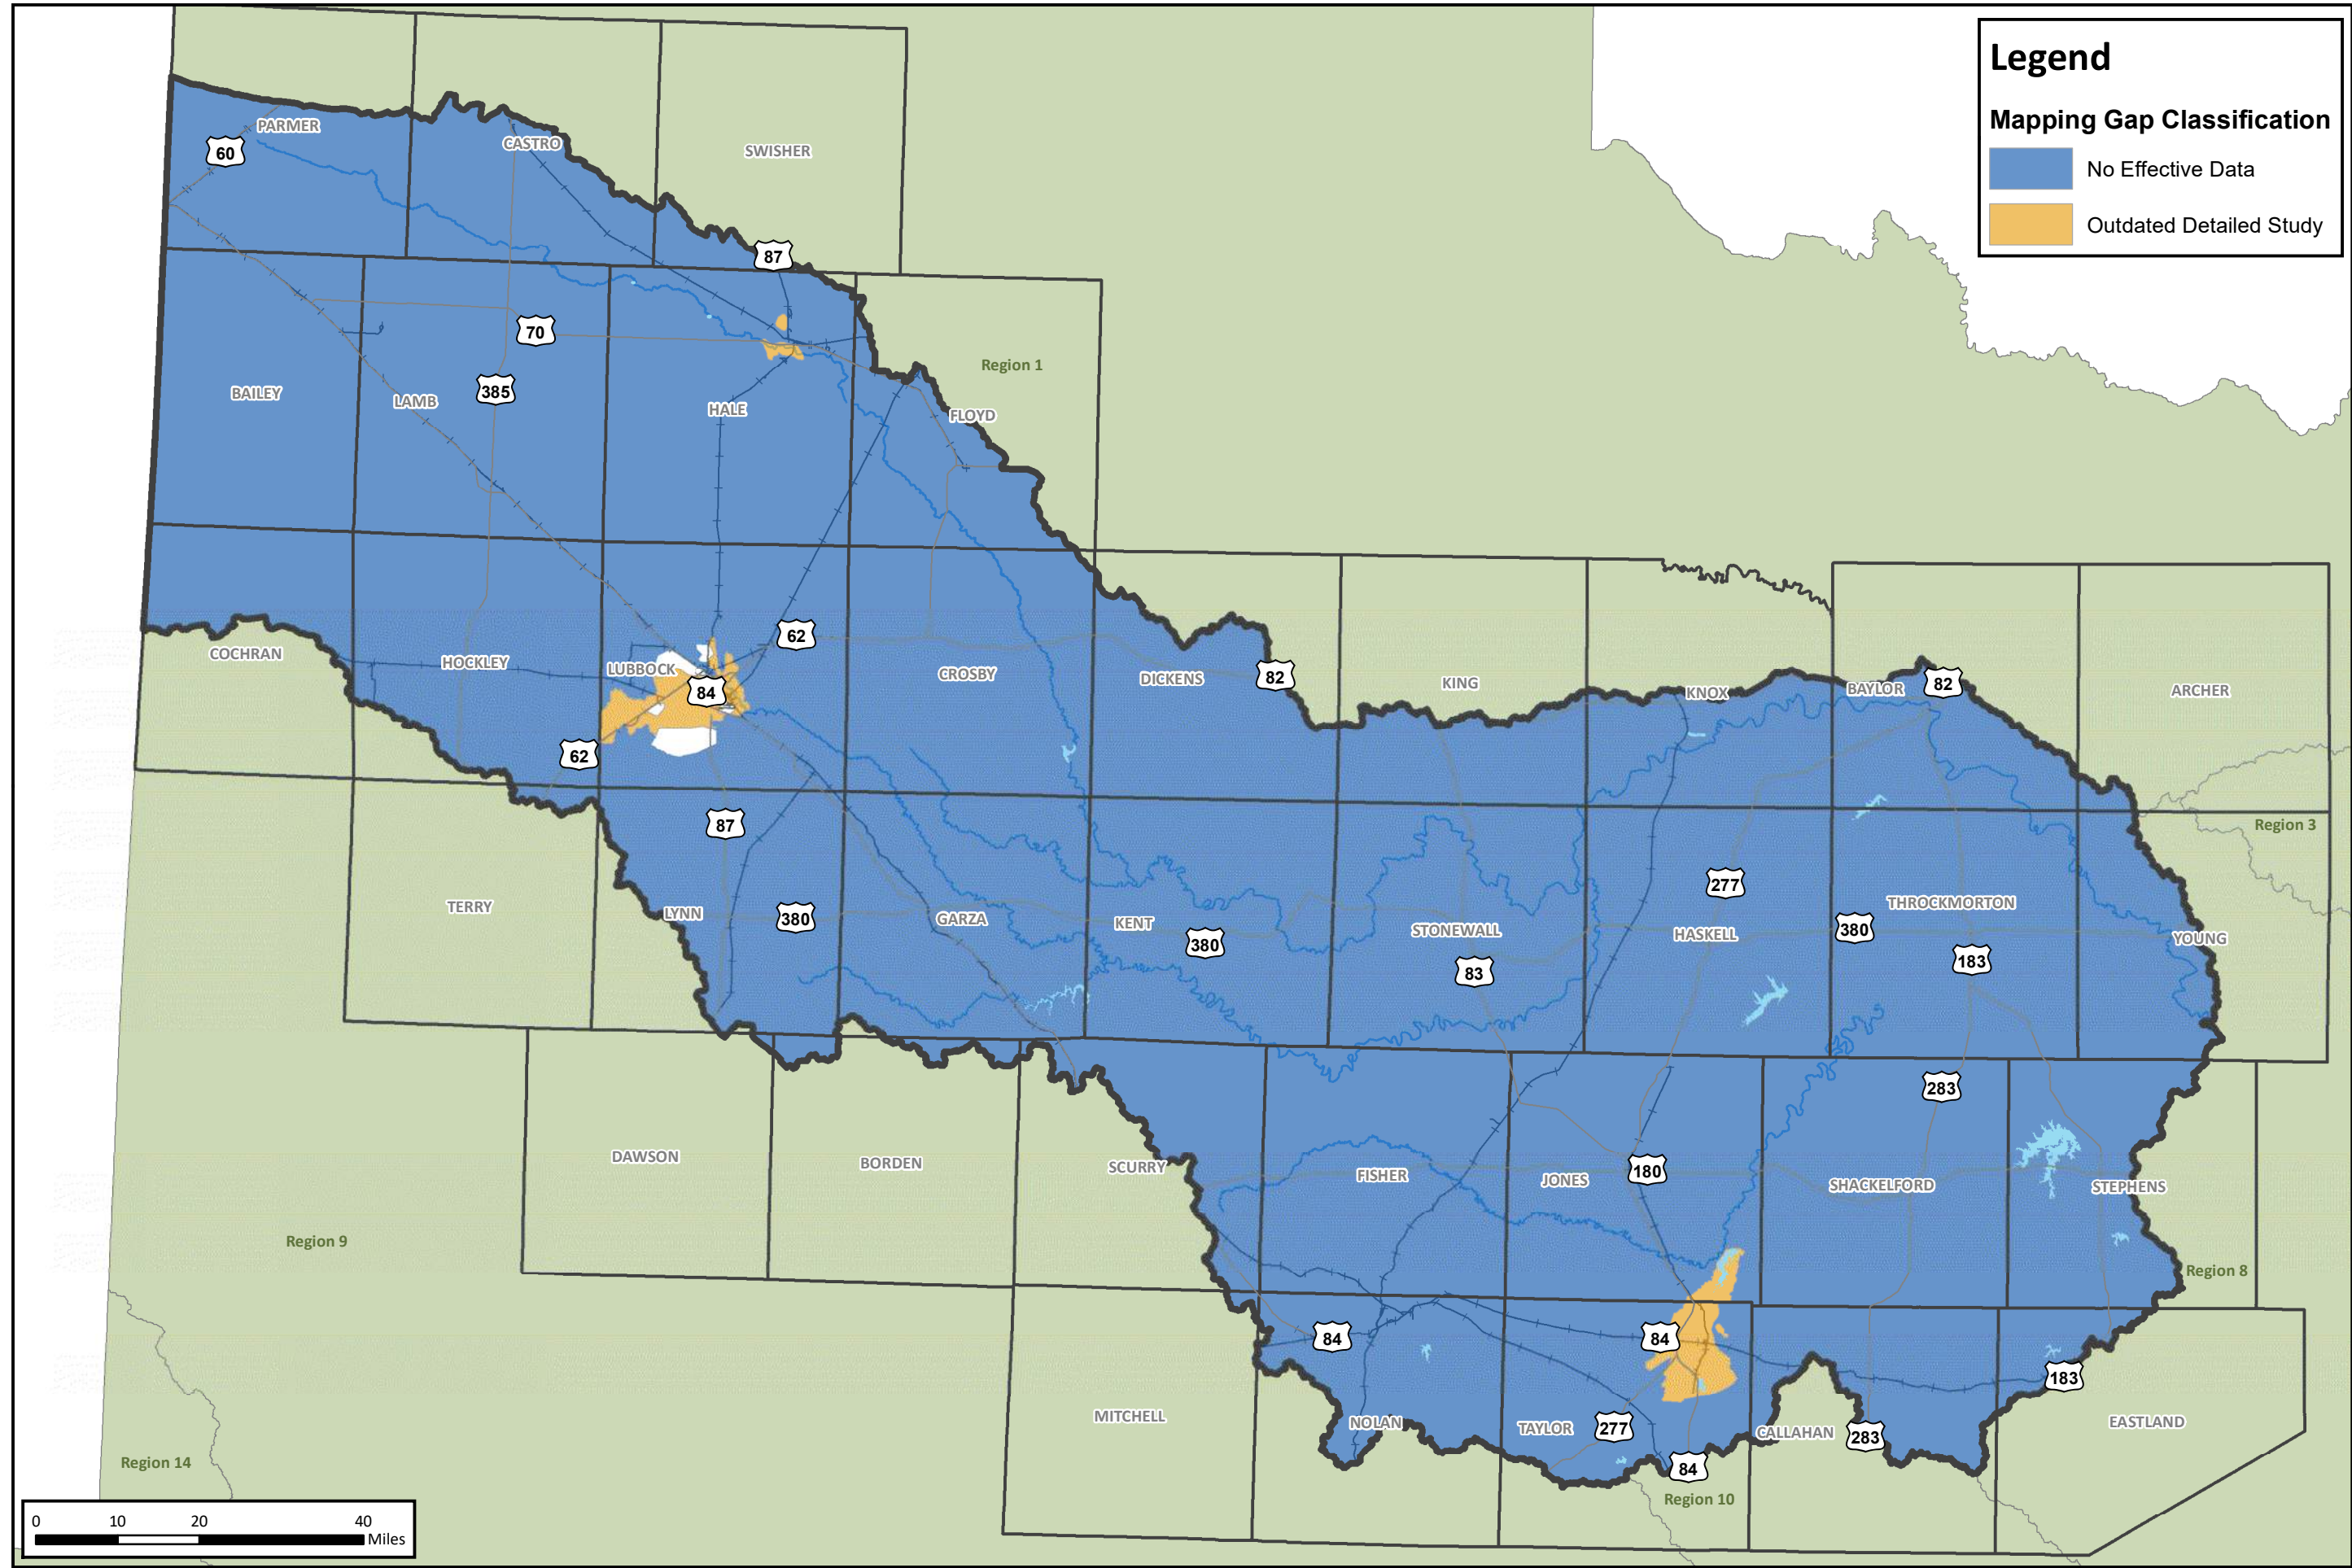 Legend
Mapping Gap Classification
No Effective Data
Outdated Detailed Study
PARMER
60
CASTRO
SWISHER
87
70
Region 1
385
BAILEY
LAMB
HALE
FLOYD
62
COCHRAN
HOCKLEY
LUBBOCK
84
CROSBY
DICKENS
82
KING
KNOX
BAYLOR
82
ARCHER
62
87
Region 3
277
TERRY
LYNN
380
GARZA
KENT
380
STONEWALL
83
HASKELL
THROCKMORTON
380
183
YOUNG
283
DAWSON
BORDEN
SCURRY
FISHER
JONES
180
SHACKELFORD
STEPHENS
Region 9
Region 8
84
84
183
MITCHELL
NOLAN
TAYLOR
277
CALLAHAN
283
EASTLAND
Region 14
84
Region 10
0 10 20 40
Miles